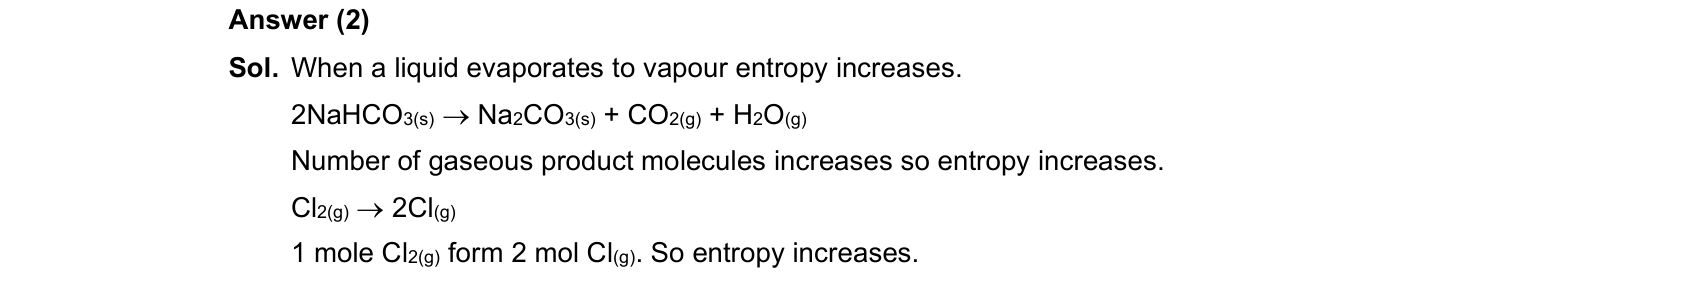 Answer (2)
Sol. When a liquid evaporates to vapour entropy increases.
2NaHCO3(s) → Na2CO3(s) + CO2(g) + H2O(g)
Number of gaseous product molecules increases so entropy increases.
Cl2(g) → 2Cl(g)
1 mole Cl2(g) form 2 mol Cl(g). So entropy increases.